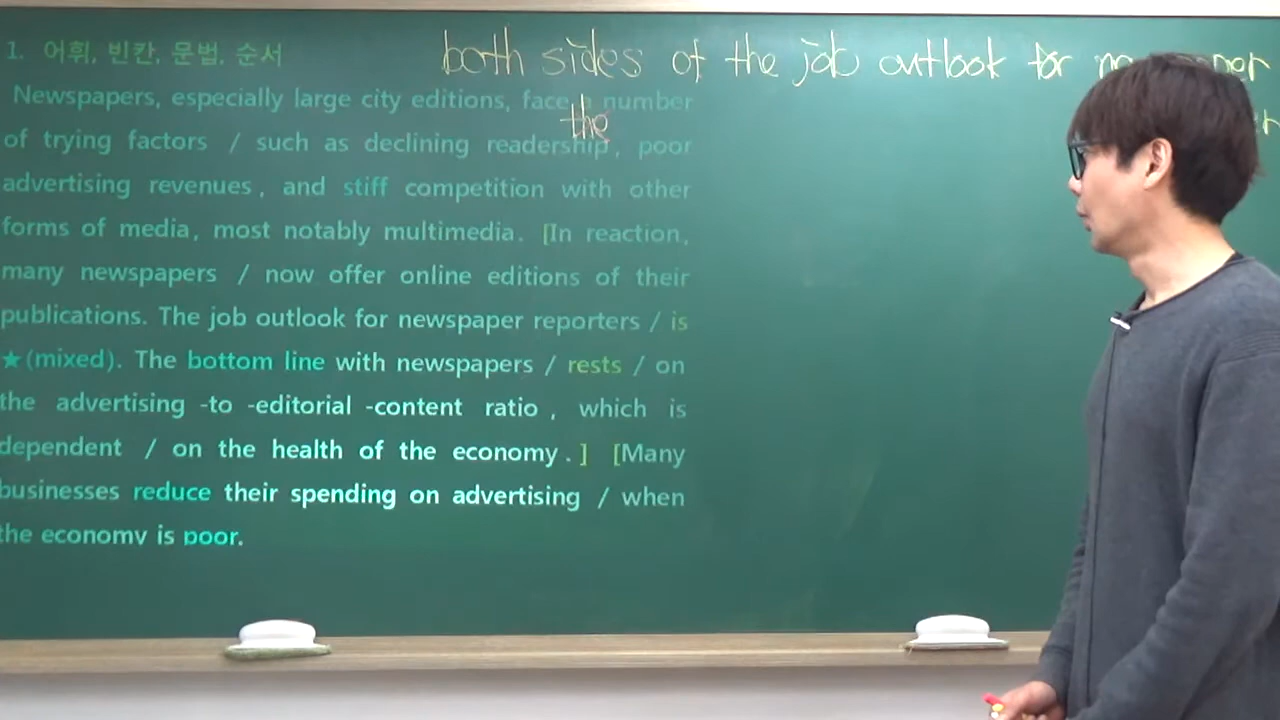 both sides of the job outlook for
the
1. 어휘, 빈칸, 문법, 순서
Newspapers, especially large city editions, face a number
of trying factors / such as declining readership, poor
advertising revenues, and stiff competition with other
forms of media, most notably multimedia. [In reaction,
many newspapers / now offer online editions of their
publications. The job outlook for newspaper reporters / is
★(mixed). The bottom line with newspapers / rests / on
the advertising -to -editorial -content ratio, which is
dependent / on the health of the economy.] [Many
businesses reduce their spending on advertising / when
the economy is poor.